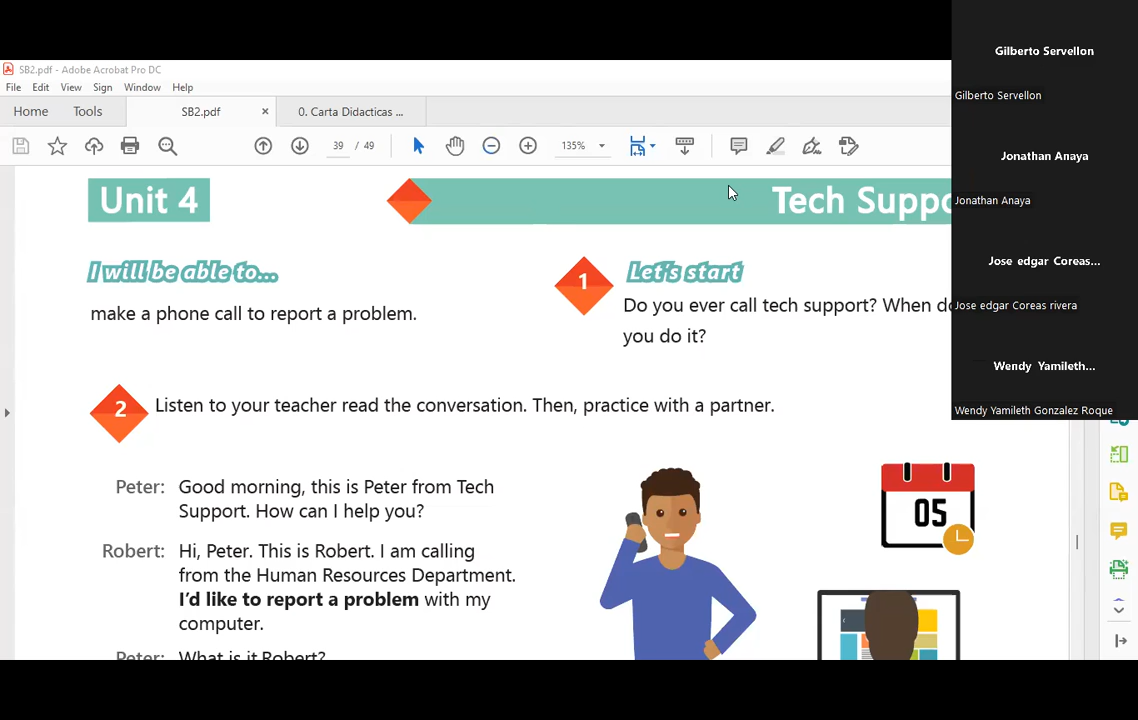 SB2.pdf - Adobe Acrobat Pro DC
File Edit View Sign Window Help
Home Tools SB2.pdf × 0. Carta Didacticas ...
39 / 49 135%
Unit 4
Tech Suppo
I will be able to...
make a phone call to report a problem.
1
Let's start
Do you ever call tech support? When do
you do it?
2
Listen to your teacher read the conversation. Then, practice with a partner.
Peter: Good morning, this is Peter from Tech
Support. How can I help you?
Robert: Hi, Peter. This is Robert. I am calling
from the Human Resources Department.
I'd like to report a problem with my
computer.
Peter: What is it Robert?
05
Gilberto Servellon
Gilberto Servellon
Jonathan Anaya
Jonathan Anaya
Jose edgar Coreas...
Jose edgar Coreas rivera
Wendy Yamileth...
Wendy Yamileth Gonzalez Roque